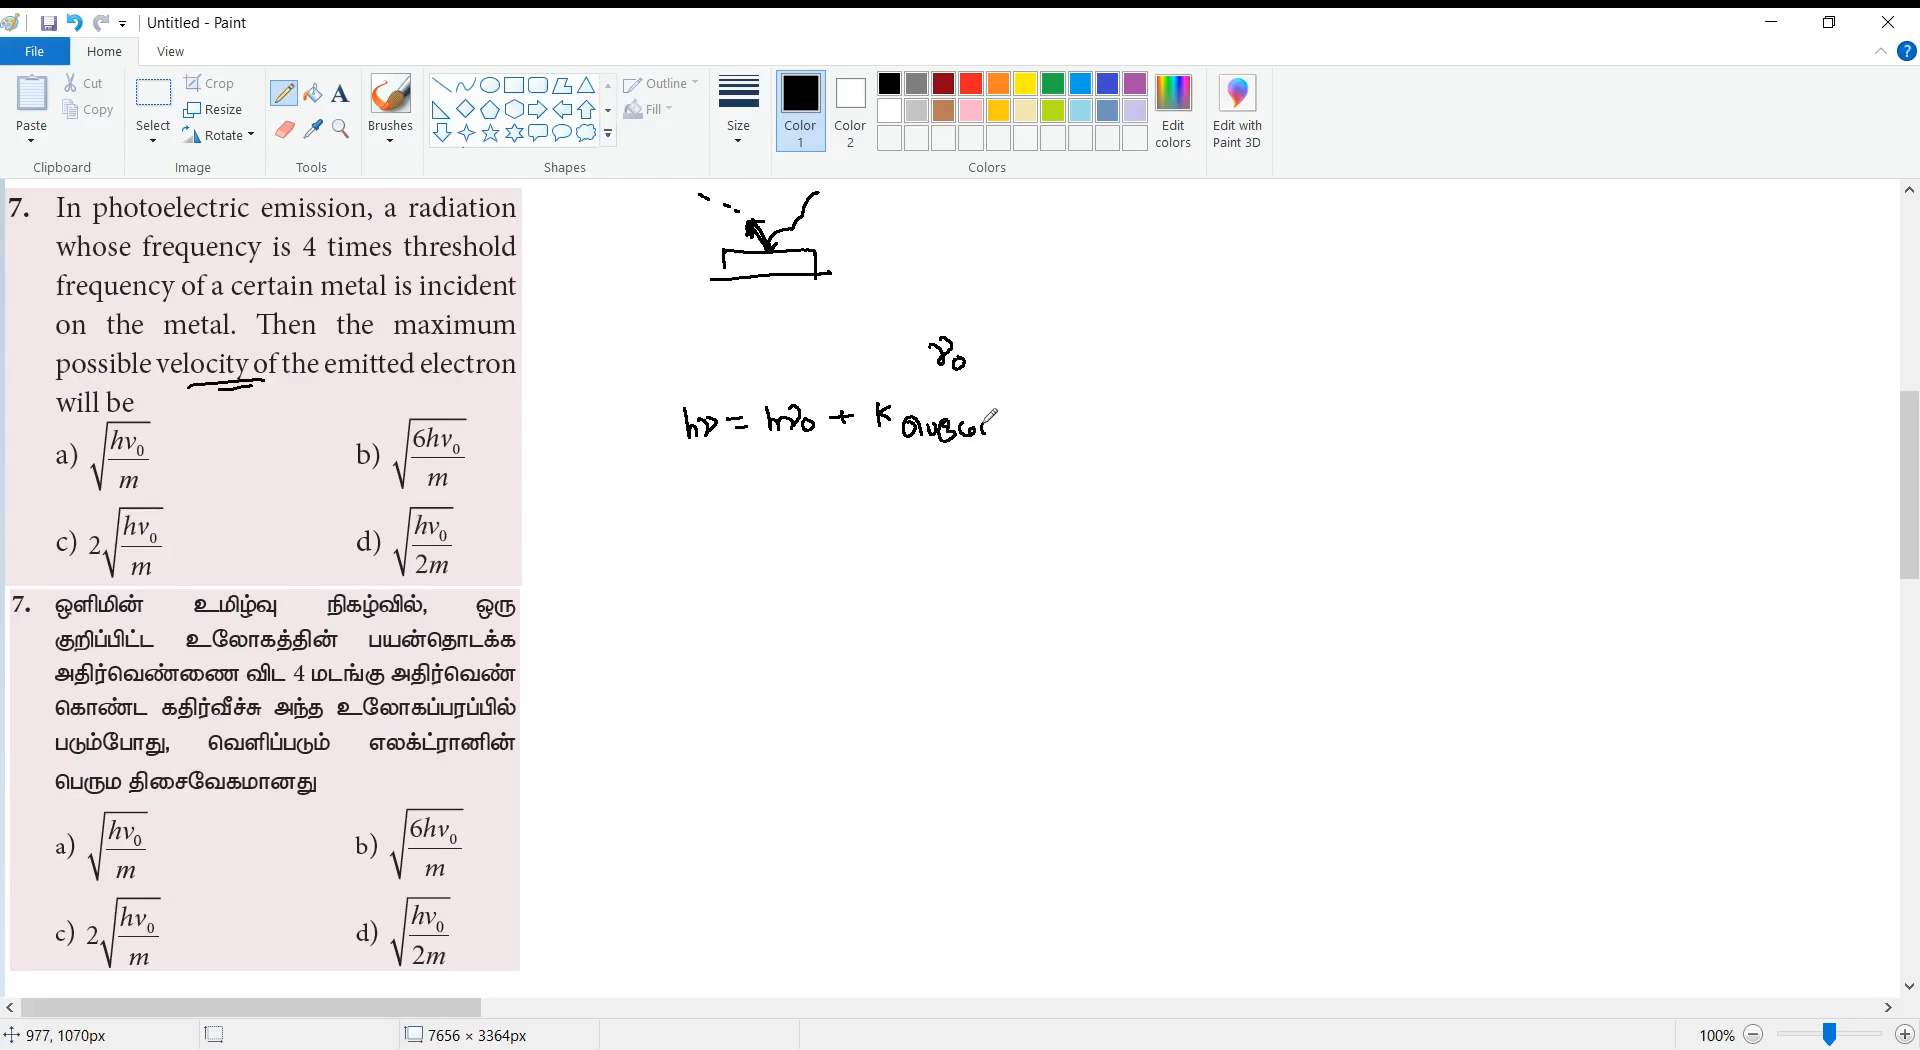 Untitled - Paint
File Home View
Cut
Copy
Paste
Clipboard
Crop
Resize
Rotate
Select
Image
Tools
Brushes
Outline
Fill
Shapes
Size
Color 1
Color 2
Edit colors
Colors
Edit with Paint 3D
7. In photoelectric emission, a radiation
whose frequency is 4 times threshold
frequency of a certain metal is incident
on the metal. Then the maximum
possible velocity of the emitted electron
will be
a) √(hν₀/m) b) √(6hν₀/m)
c) 2√(hν₀/m) d) √(hν₀/2m)
7. ஒளிமின் உமிழ்வு நிகழ்வில், ஒரு
குறிப்பிட்ட உலோகத்தின் பயன்தொடக்க
அதிர்வெண்ணை விட 4 மடங்கு அதிர்வெண்
கொண்ட கதிர்வீச்சு அந்த உலோகப்பரப்பில்
படும்போது, வெளிப்படும் எலக்ட்ரானின்
பெரும திசைவேகமானது
a) √(hν₀/m) b) √(6hν₀/m)
c) 2√(hν₀/m) d) √(hν₀/2m)
ν₀
hν = hν₀ + K
977, 1070px
7656 × 3364px
100%